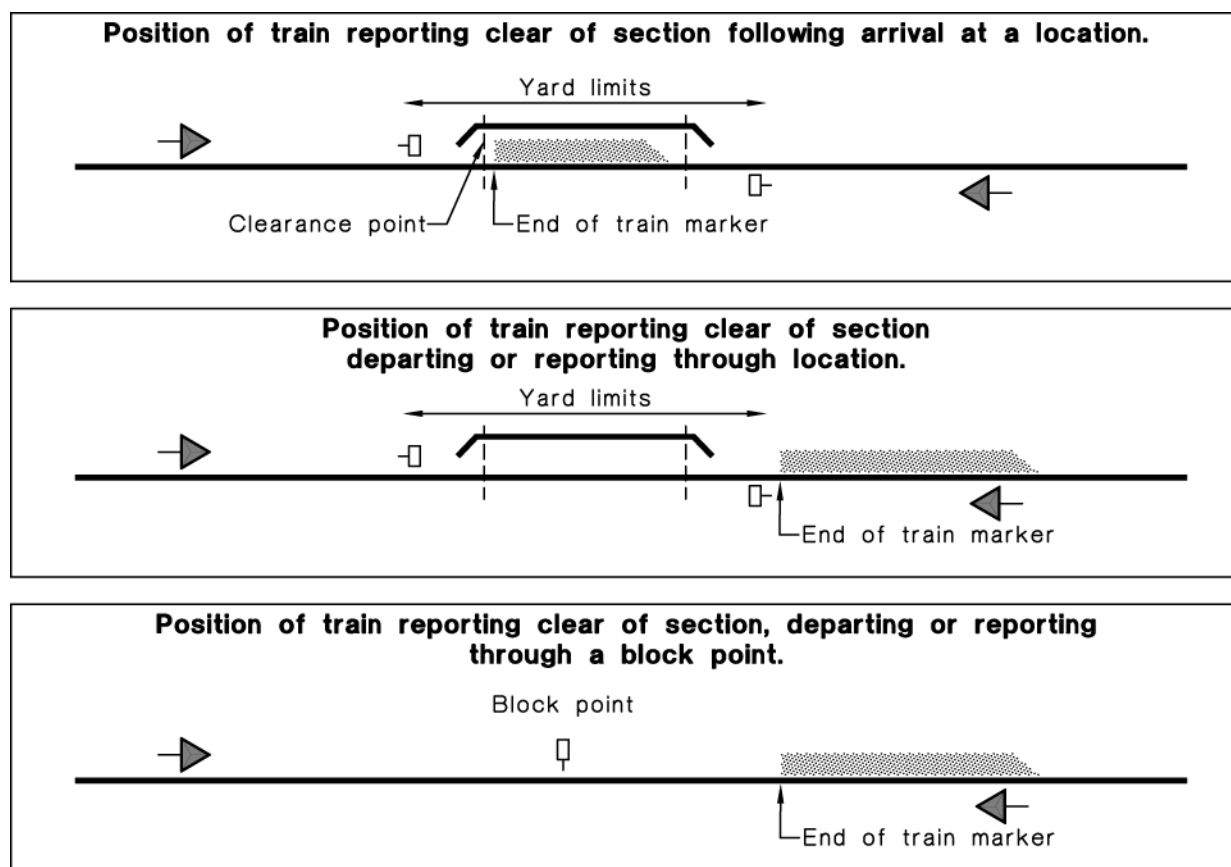 Position of train reporting clear of section following arrival at a location.
Yard limits
Clearance point
End of train marker
Position of train reporting clear of section
departing or reporting through location.
Yard limits
End of train marker
Position of train reporting clear of section, departing or reporting
through a block point.
Block point
End of train marker